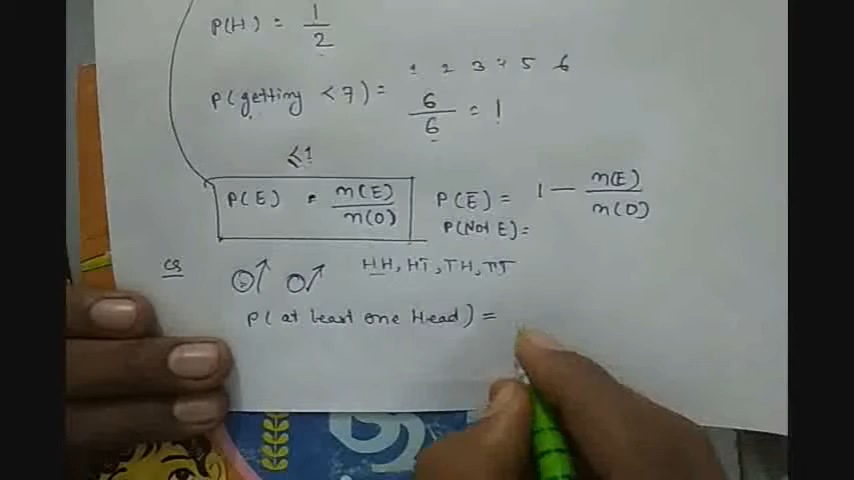 P(H) = 1/2
1 2 3 4 5 6
P(getting < 7) = 6/6 = 1
≤1
P(E) = n(E)/n(O) P(E̅) = 1 — n(E)/n(O)
P(Not E) =
HH, HT, TH, TT
P( at least one Head) =